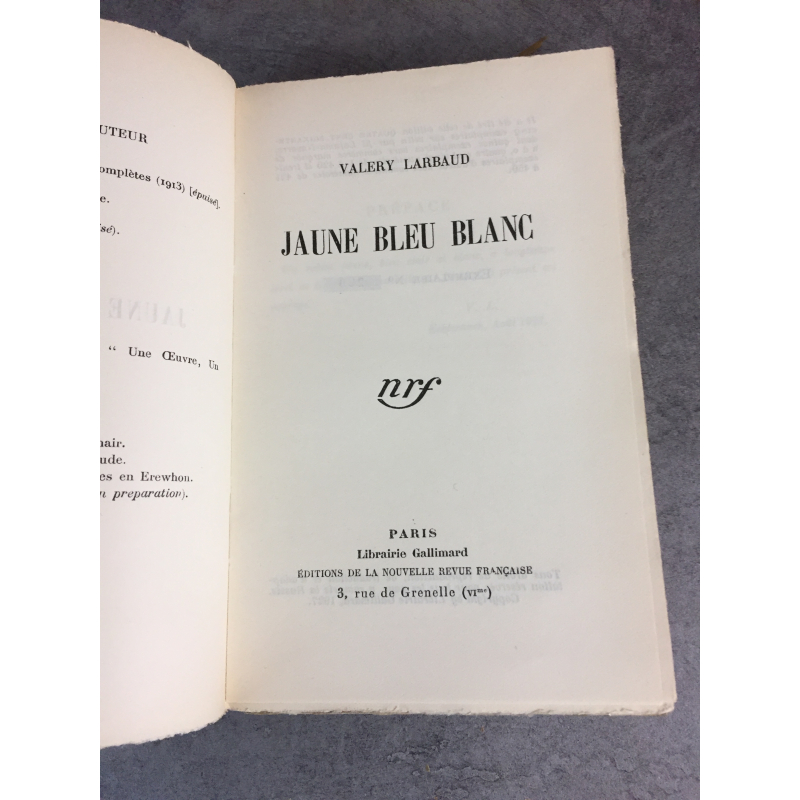 UTEUR
omplètes (1913) [épuisé].
e.
isé).
“ Une Œuvre, Un
hair.
ude.
es en Erewhon.
n preparation).
VALERY LARBAUD
JAUNE BLEU BLANC
nrf
PARIS
Librairie Gallimard
ÉDITIONS DE LA NOUVELLE REVUE FRANÇAISE
3, rue de Grenelle (VIme)